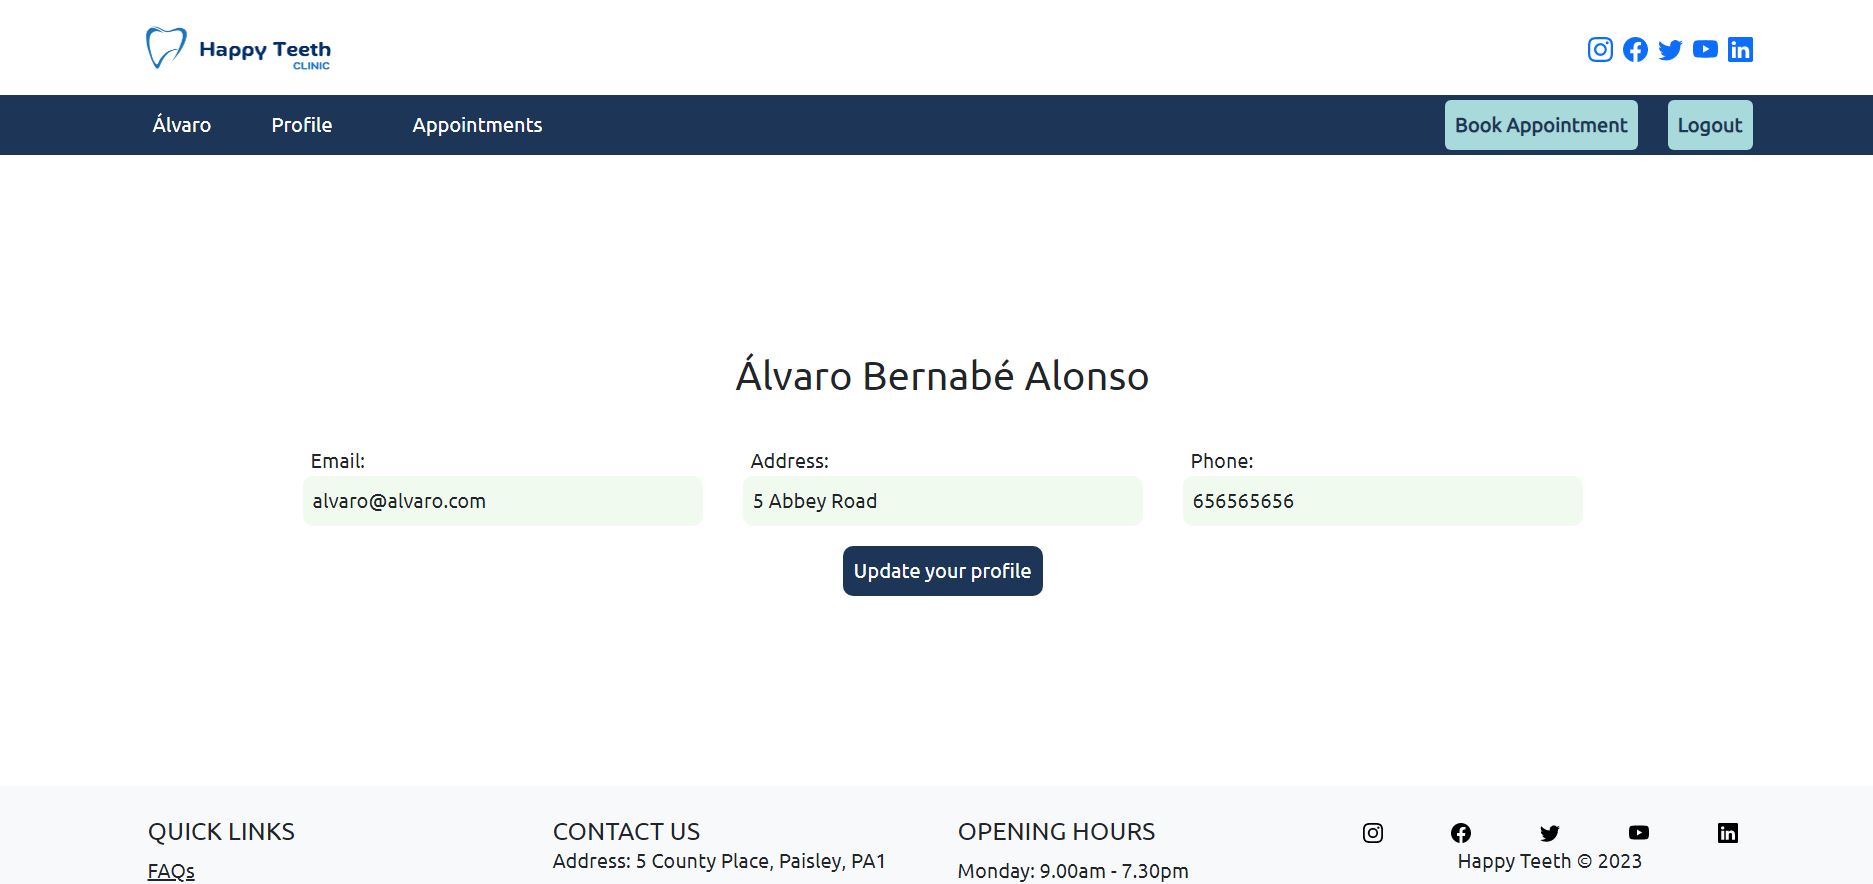 Happy Teeth
CLINIC
Álvaro
Profile
Appointments
Book Appointment
Logout
Álvaro Bernabé Alonso
Email:
Address:
Phone:
alvaro@alvaro.com
5 Abbey Road
656565656
Update your profile
QUICK LINKS
FAQs
CONTACT US
Address: 5 County Place, Paisley, PA1
OPENING HOURS
Monday: 9.00am - 7.30pm
Happy Teeth © 2023